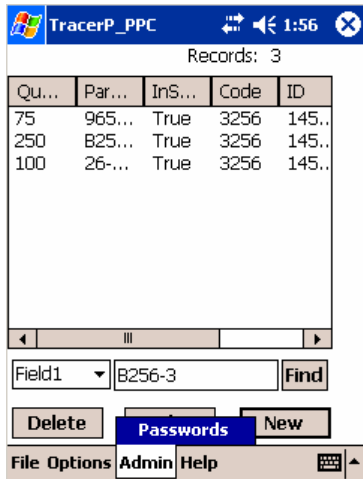 TracerP_PPC 1:56
Records: 3
Qu... Par... InS... Code ID
75 965... True 3256 145..
250 B25... True 3256 145..
100 26-... True 3256 145..
Field1 B256-3 Find
Delete New
Passwords
File Options Admin Help